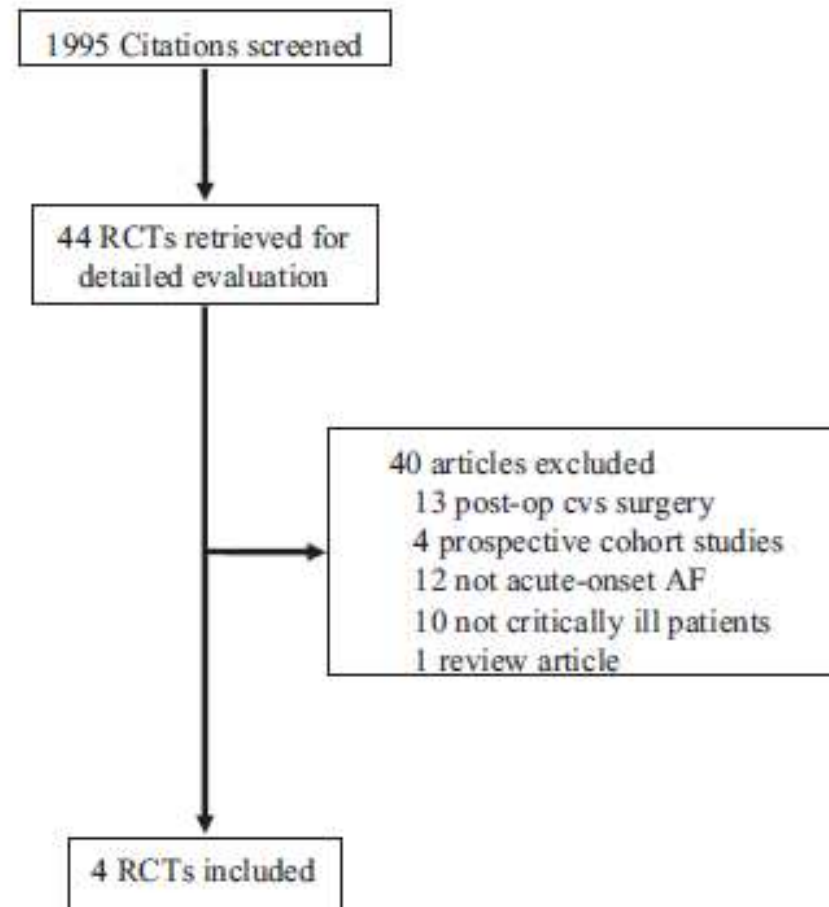 1995 Citations screened
44 RCTs retrieved for
detailed evaluation
40 articles excluded
13 post-op cvs surgery
4 prospective cohort studies
12 not acute-onset AF
10 not critically ill patients
1 review article
4 RCTs included